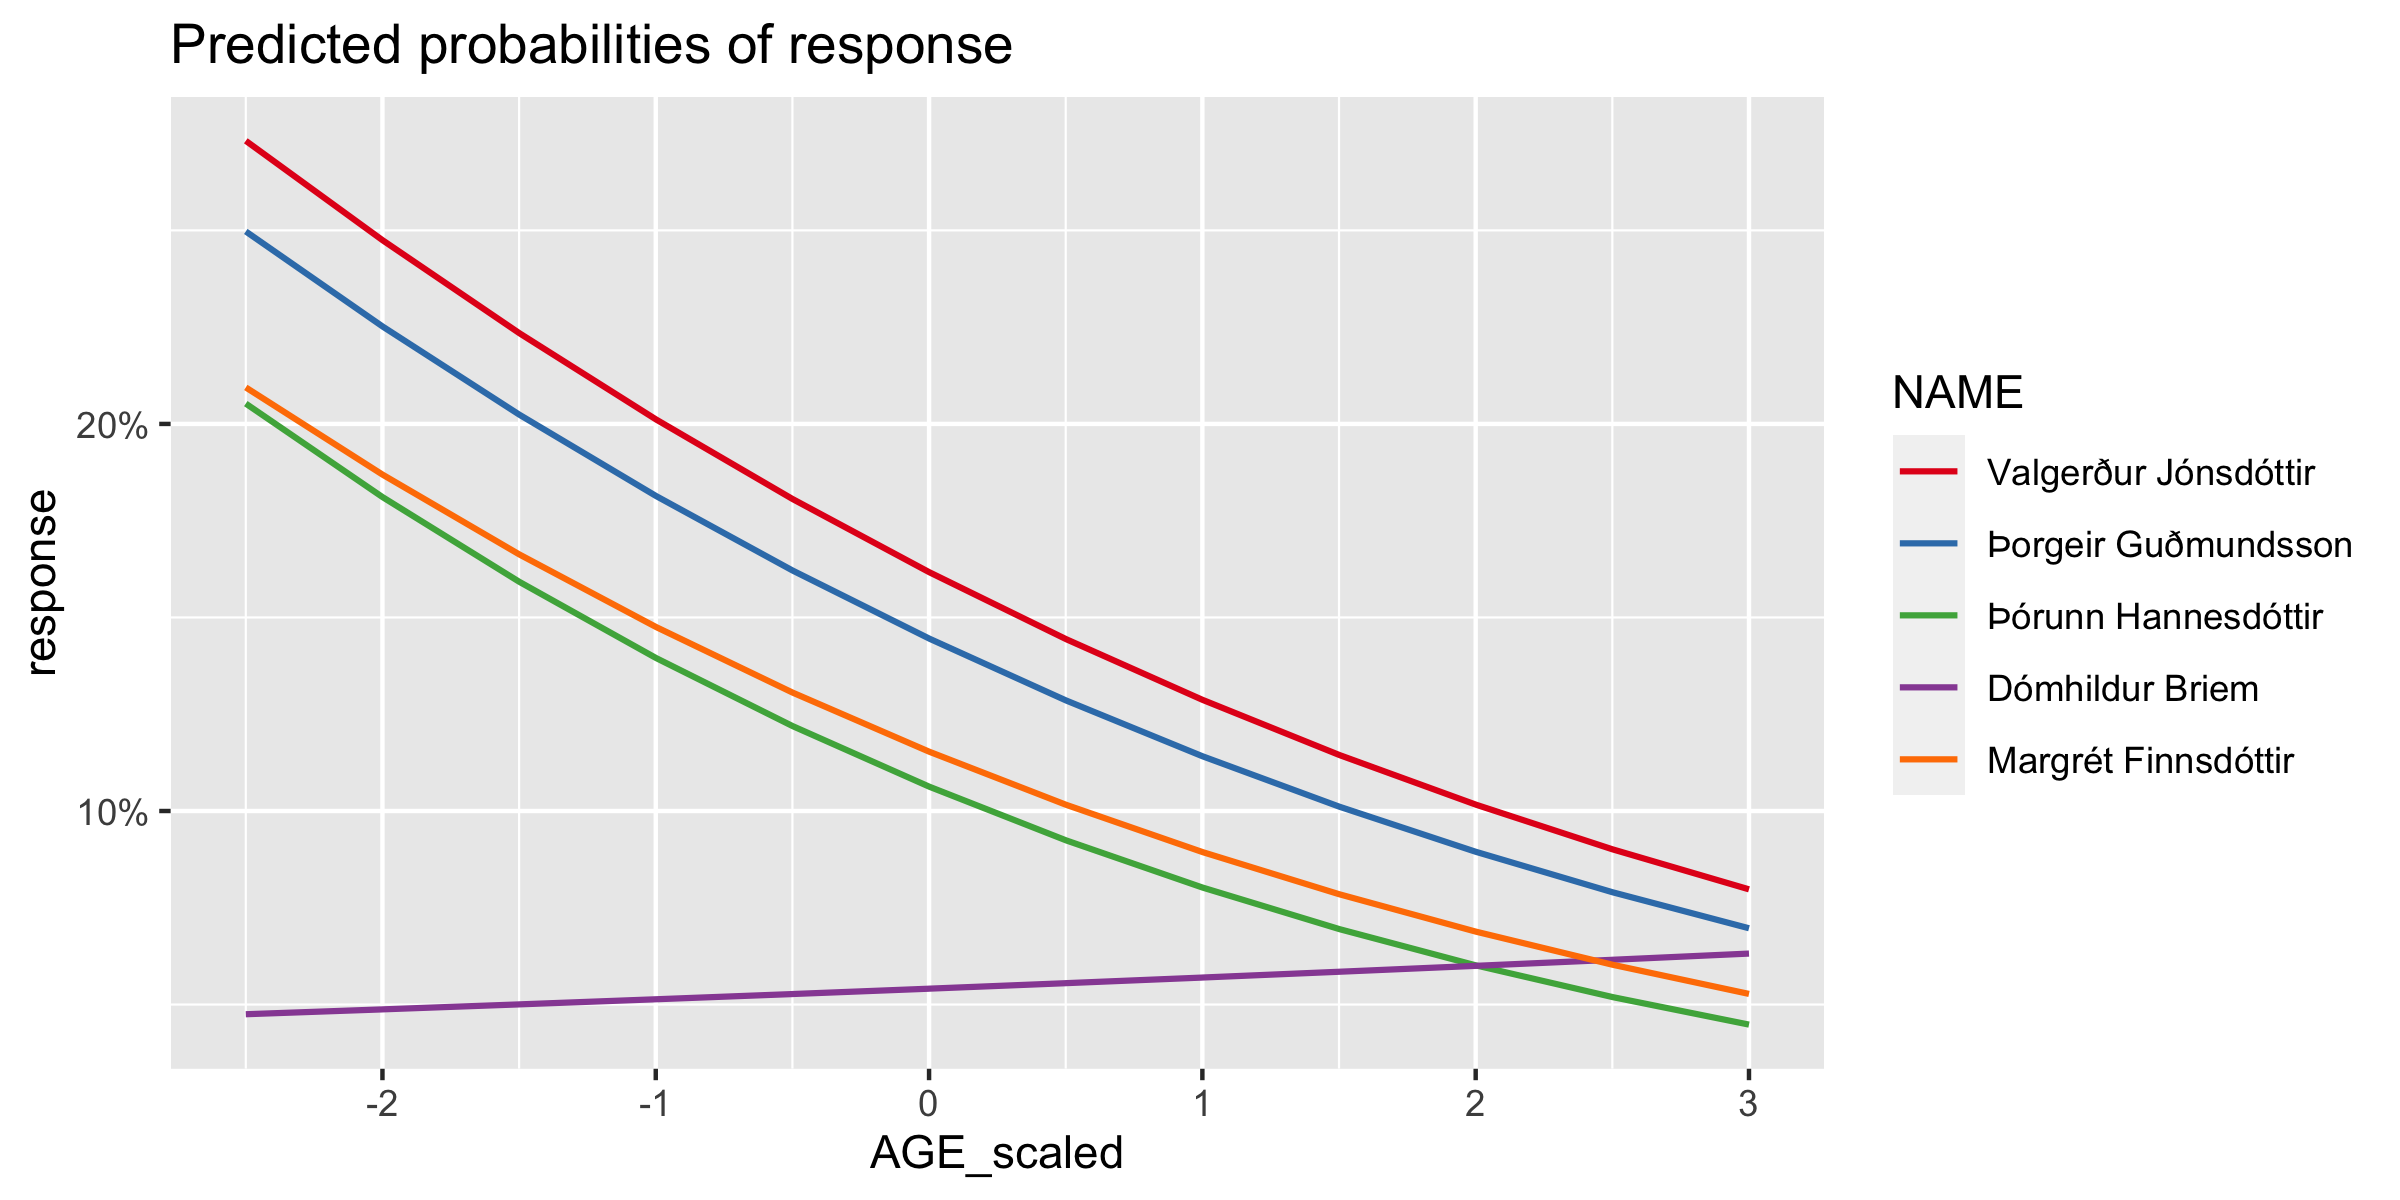 Predicted probabilities of response
response
20%
10%
-2 -1 0 1 2 3
AGE_scaled
NAME
Valgerður Jónsdóttir
Þorgeir Guðmundsson
Þórunn Hannesdóttir
Dómhildur Briem
Margrét Finnsdóttir